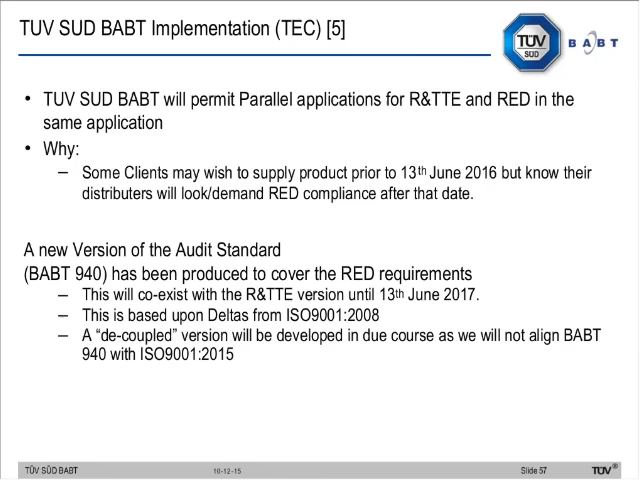 TUV SUD BABT Implementation (TEC) [5]
TÜV
SÜD
BABT
• TUV SUD BABT will permit Parallel applications for R&TTE and RED in the
same application
• Why:
– Some Clients may wish to supply product prior to 13th June 2016 but know their
distributers will look/demand RED compliance after that date.
A new Version of the Audit Standard
(BABT 940) has been produced to cover the RED requirements
– This will co-exist with the R&TTE version until 13th June 2017.
– This is based upon Deltas from ISO9001:2008
– A “de-coupled” version will be developed in due course as we will not align BABT
940 with ISO9001:2015
TÜV SÜD BABT 10-12-15 Slide 57 TÜV®